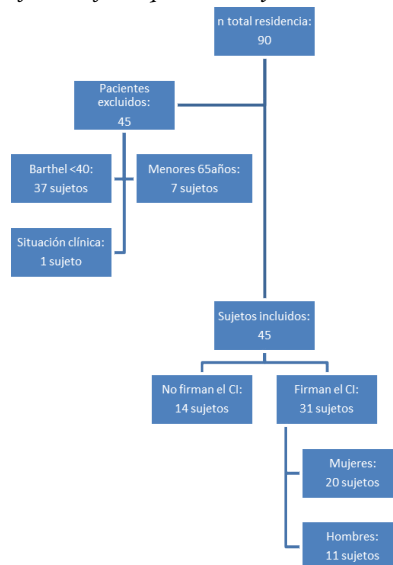 n total residencia:
90
Pacientes
excluidos:
45
Barthel <40:
37 sujetos
Menores 65años:
7 sujetos
Situación clínica:
1 sujeto
Sujetos incluidos:
45
No firman el CI:
14 sujetos
Firman el CI:
31 sujetos
Mujeres:
20 sujetos
Hombres:
11 sujetos